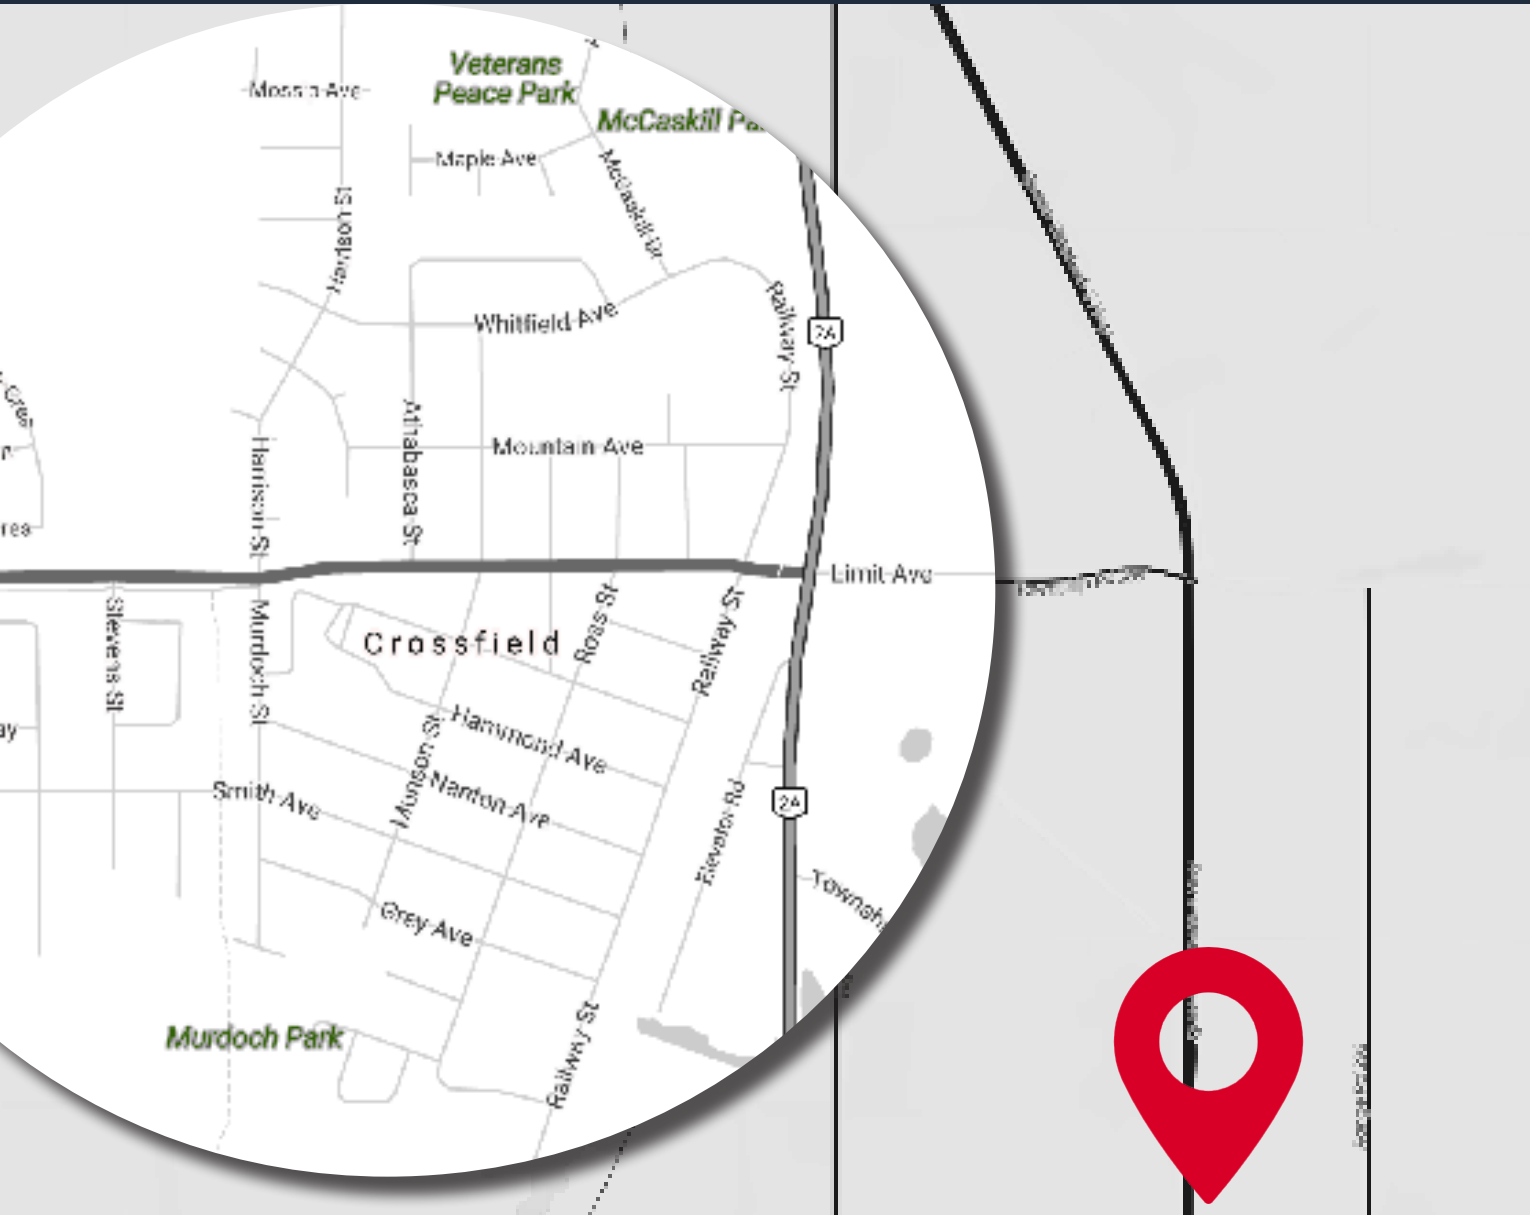 Veterans
Peace Park
McCaskill
Maple Ave
McCaskill Dr
Harrison St
Whitfield Ave
Railway St
2A
Athabasca St
Mountain Ave
Harrison St
Limit Ave
Stevens St
Murdoch St
Crossfield
Ross St
Railway St
Hammond Ave
Munson St
Nanton Ave
Smith Ave
2A
Elevator Rd
Grey Ave
Murdoch Park
Railway St